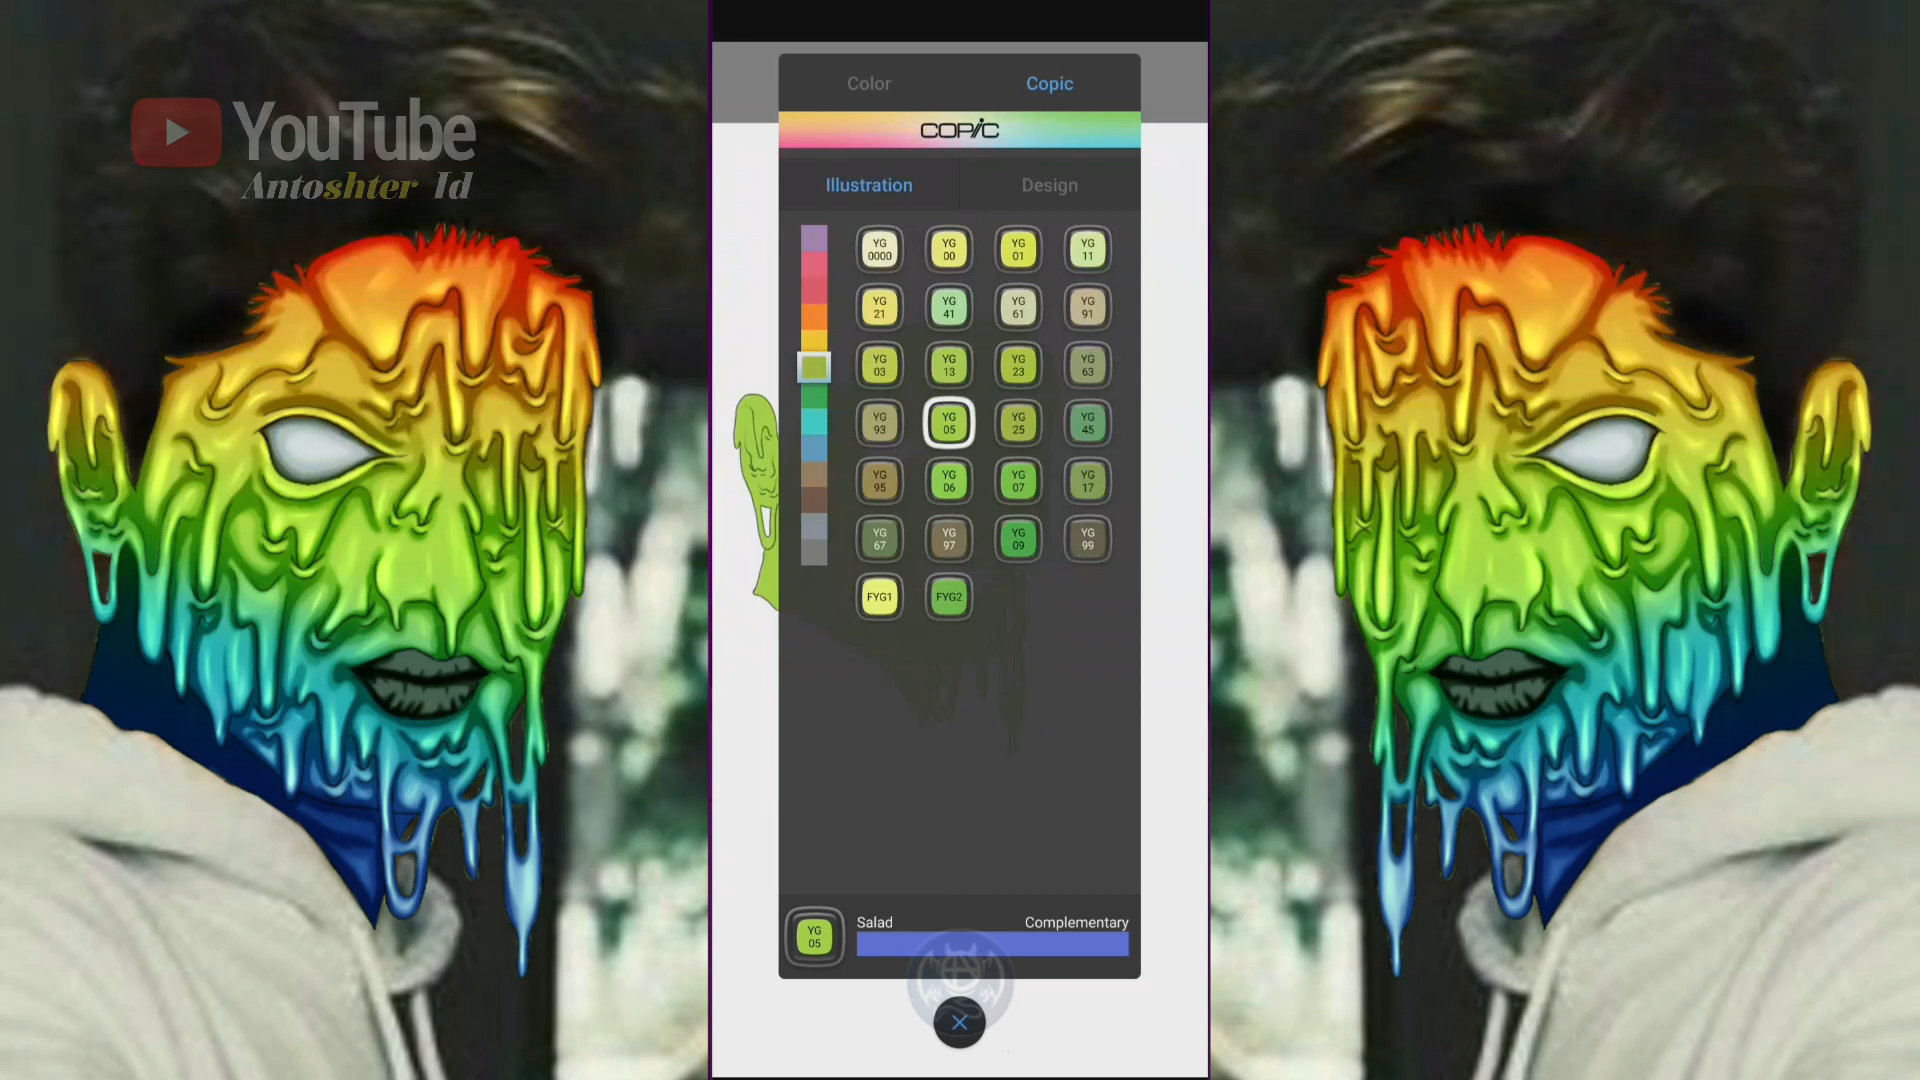 YouTube
Antoshter Id
Color
Copic
COPIC
Illustration
Design
YG 0000
YG 00
YG 01
YG 11
YG 21
YG 41
YG 61
YG 91
YG 03
YG 13
YG 23
YG 63
YG 93
YG 05
YG 25
YG 45
YG 95
YG 06
YG 07
YG 17
YG 67
YG 97
YG 09
YG 99
FYG1
FYG2
YG 05
Salad
Complementary